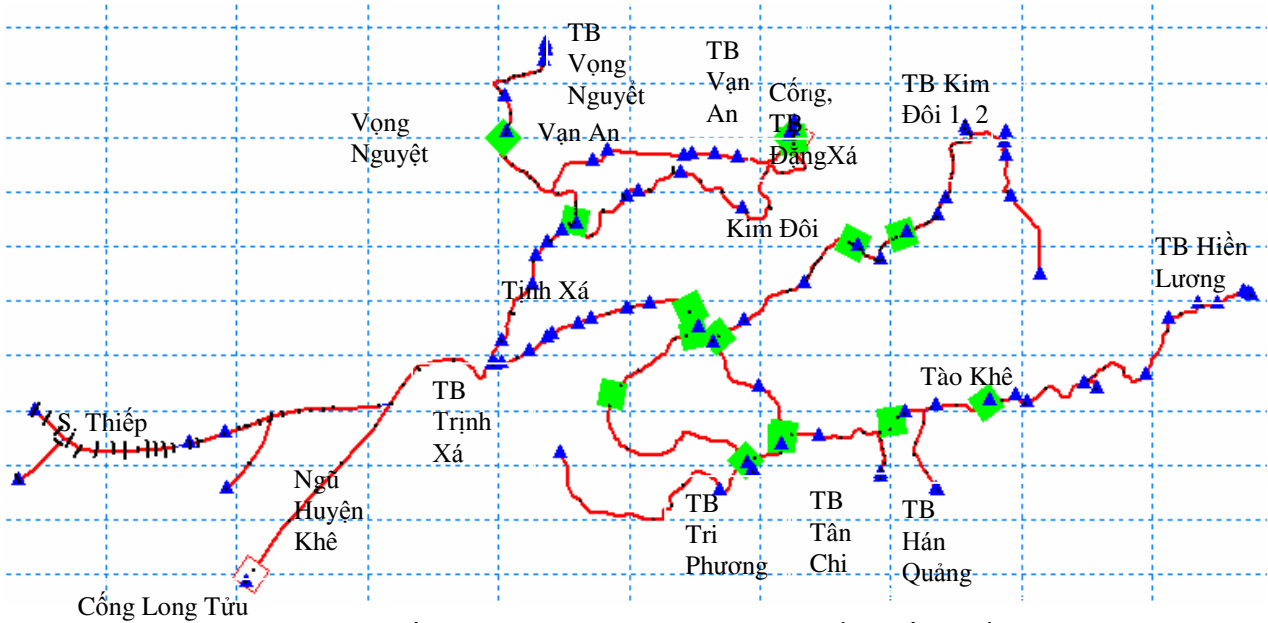 TB
Vọng
Nguyệt
TB
Vạn
An
Cống,
TB
ĐặngXá
TB Kim
Đôi 1, 2
Vọng
Nguyệt
Vạn An
Kim Đôi
TB Hiền
Lương
Tịnh Xá
Tào Khê
TB
Trịnh
Xá
S. Thiếp
Ngũ
Huyện
Khê
TB
Tri
Phương
TB
Tân
Chi
TB
Hán
Quảng
Cống Long Tửu